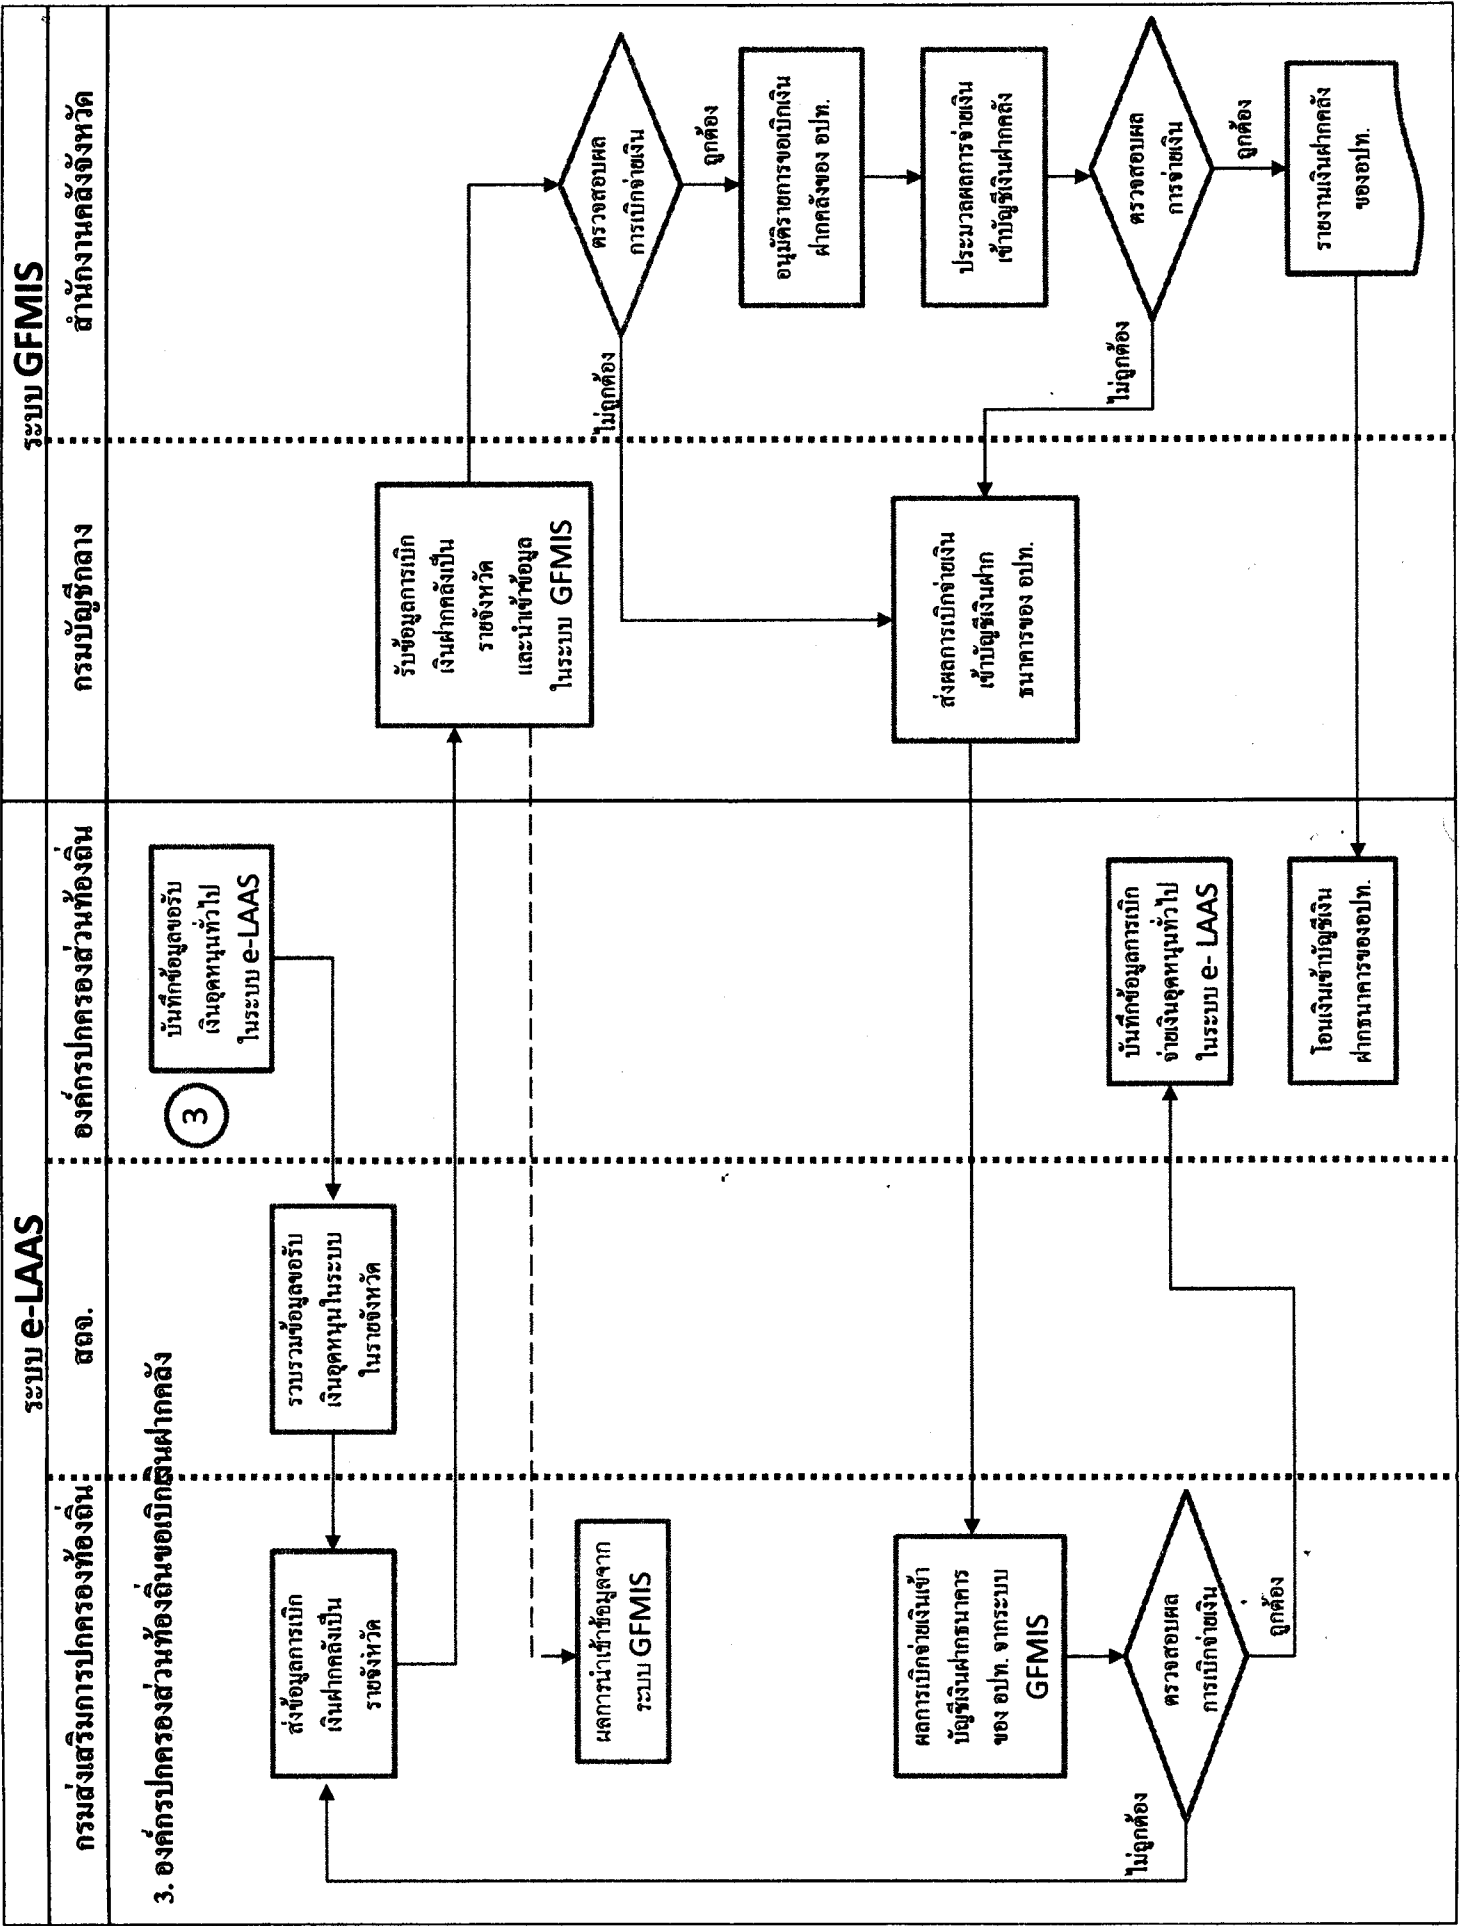 ระบบ e-LAAS
ระบบ GFMIS
กรมส่งเสริมการปกครองท้องถิ่น
สถจ.
องค์กรปกครองส่วนท้องถิ่น
กรมบัญชีกลาง
สำนักงานคลังจังหวัด
3. องค์กรปกครองส่วนท้องถิ่นขอเบิกเงินฝากคลัง
3
บันทึกข้อมูลขอรับ
เงินอุดหนุนทั่วไป
ในระบบ e-LAAS
รวบรวมข้อมูลขอรับ
เงินอุดหนุนในระบบ
ในรายจังหวัด
ส่งข้อมูลการเบิก
เงินฝากคลังเป็น
รายจังหวัด
รับข้อมูลการเบิก
เงินฝากคลังเป็น
รายจังหวัด
และนำเข้าข้อมูล
ในระบบ GFMIS
ผลการนำเข้าข้อมูลจาก
ระบบ GFMIS
ตรวจสอบผล
การเบิกจ่ายเงิน
ไม่ถูกต้อง
ถูกต้อง
อนุมัติรายการขอเบิกเงิน
ฝากคลังของ อปท.
ประมวลผลการจ่ายเงิน
เข้าบัญชีเงินฝากคลัง
ตรวจสอบผล
การจ่ายเงิน
ไม่ถูกต้อง
ถูกต้อง
รายงานเงินฝากคลัง
ของอปท.
ส่งผลการเบิกจ่ายเงิน
เข้าบัญชีเงินฝาก
ธนาคารของ อปท.
ผลการเบิกจ่ายเงินเข้า
บัญชีเงินฝากธนาคาร
ของ อปท. จากระบบ
GFMIS
ตรวจสอบผล
การเบิกจ่ายเงิน
ไม่ถูกต้อง
ถูกต้อง
บันทึกข้อมูลการเบิก
จ่ายเงินอุดหนุนทั่วไป
ในระบบ e- LAAS
โอนเงินเข้าบัญชีเงิน
ฝากธนาคารของอปท.